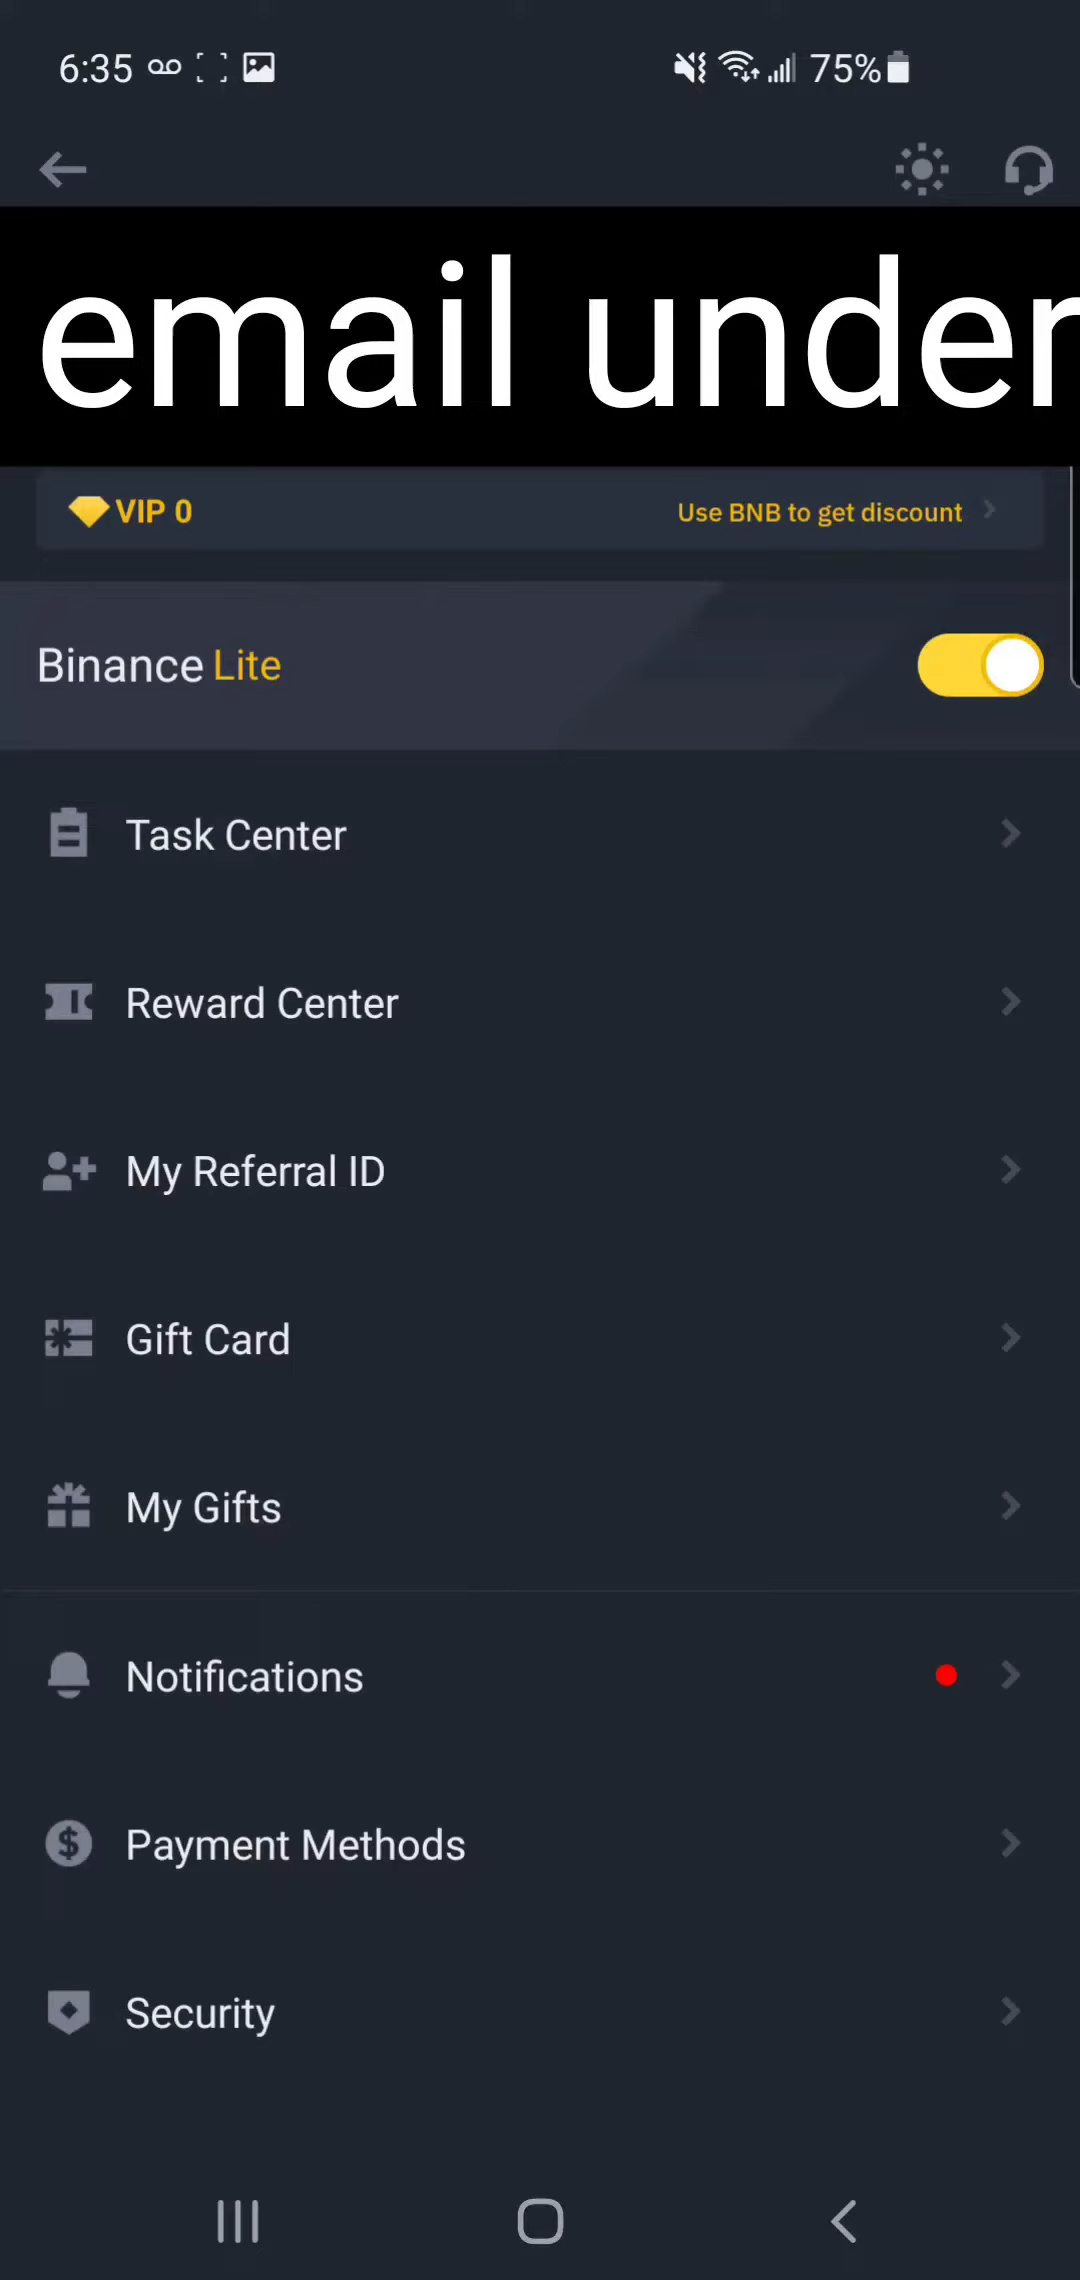 6:35 75%
email under
VIP 0 Use BNB to get discount
Binance Lite
Task Center
Reward Center
My Referral ID
Gift Card
My Gifts
Notifications
Payment Methods
Security